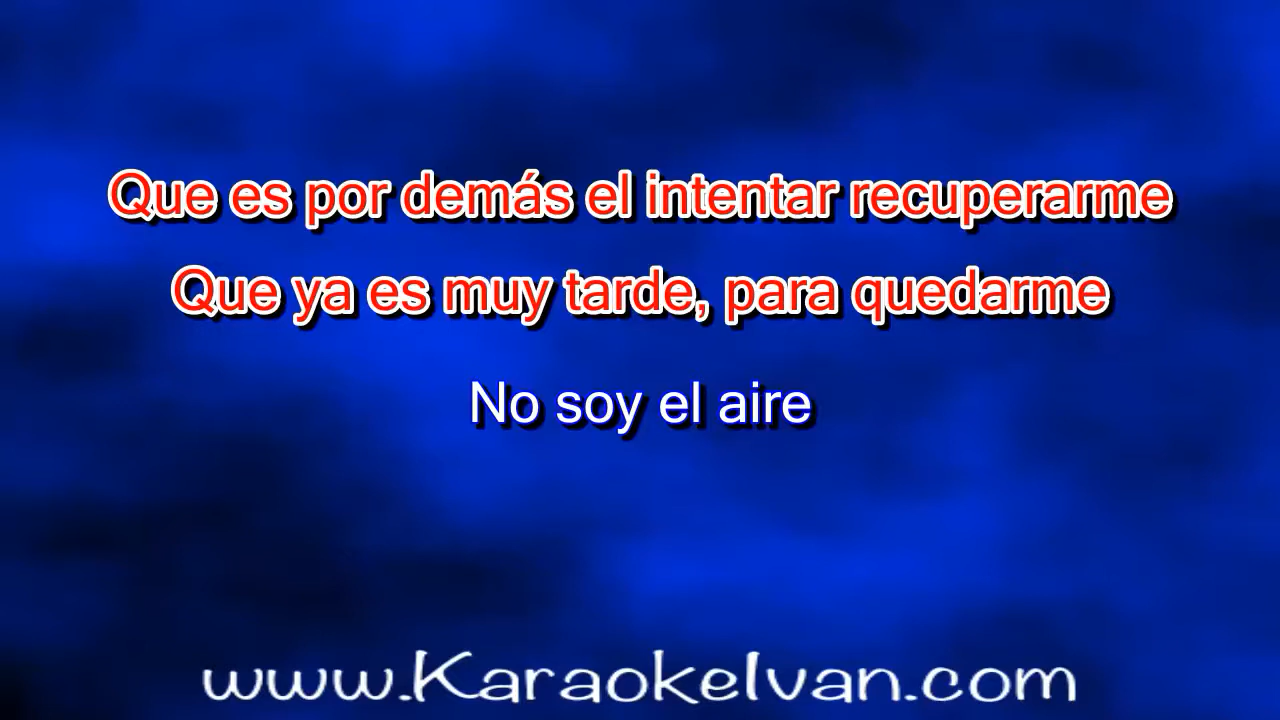 Que es por demás el intentar recuperarme
Que ya es muy tarde, para quedarme
No soy el aire
www.KaraokeIvan.com